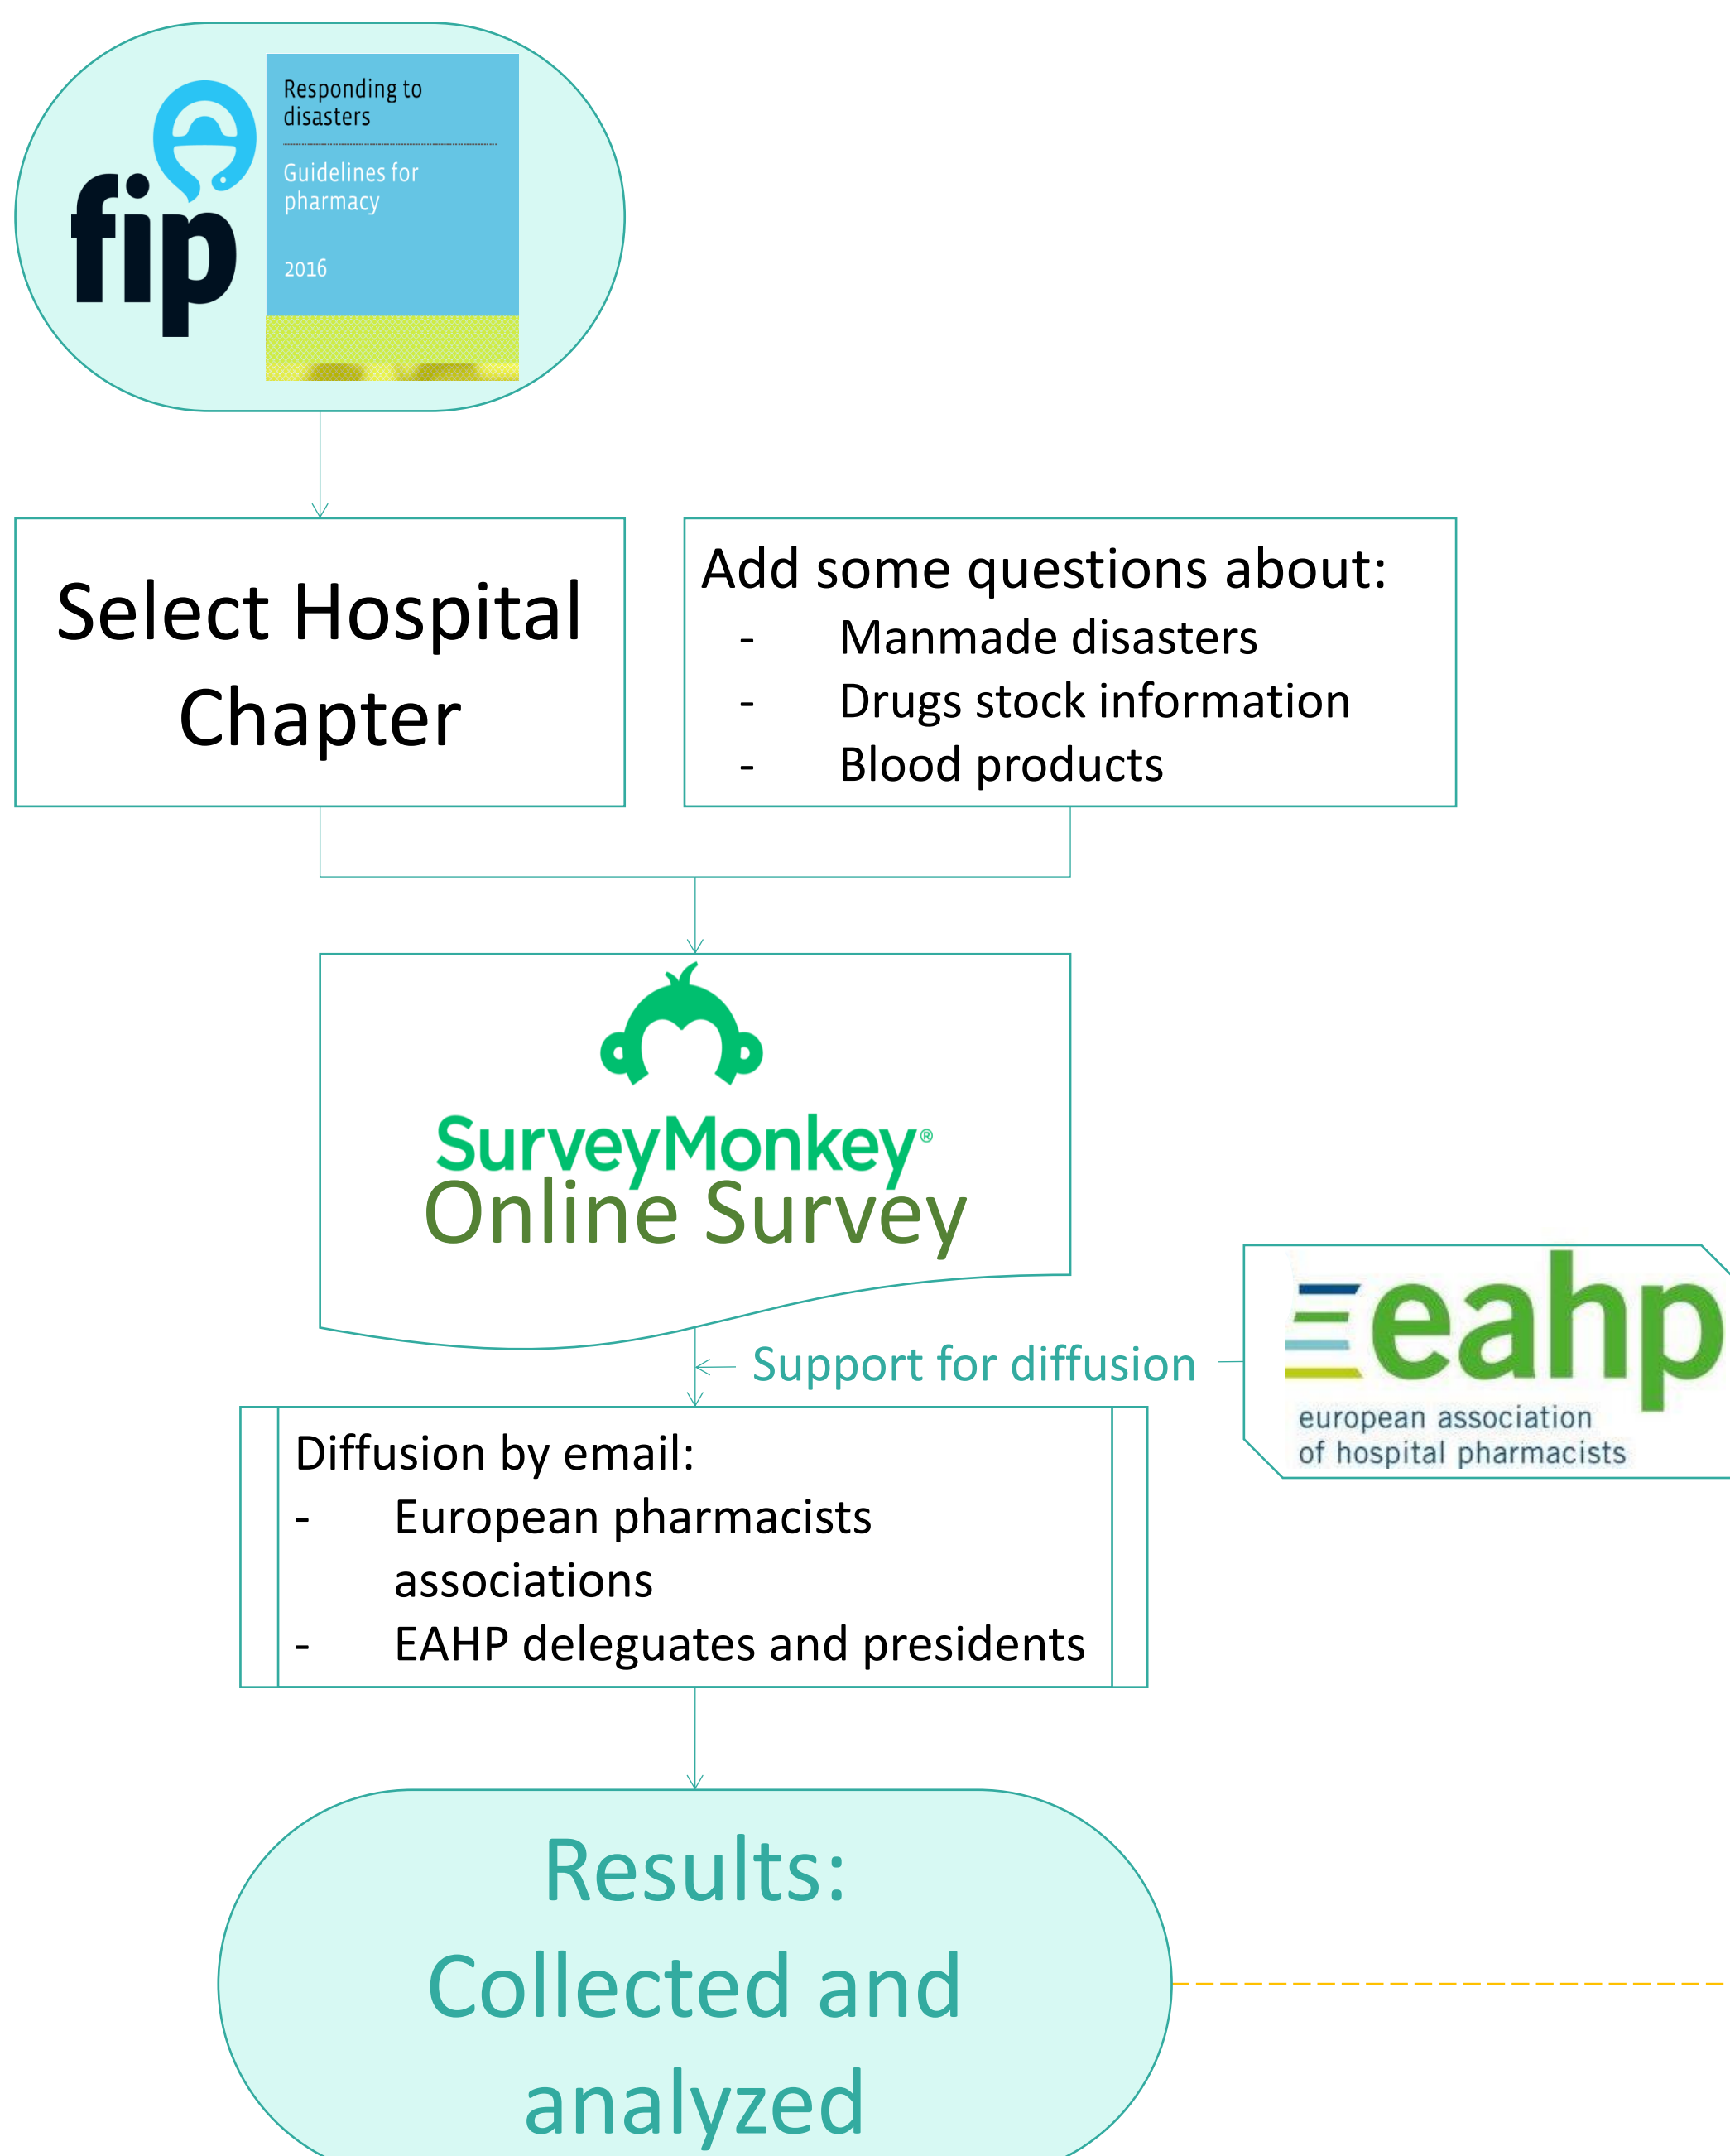 fip
Responding to
disasters
Guidelines for
pharmacy
2016
Select Hospital
Chapter
Add some questions about:
- Manmade disasters
- Drugs stock information
- Blood products
SurveyMonkey®
Online Survey
Support for diffusion
eahp
european association
of hospital pharmacists
Diffusion by email:
- European pharmacists
associations
- EAHP deleguates and presidents
Results:
Collected and
analyzed